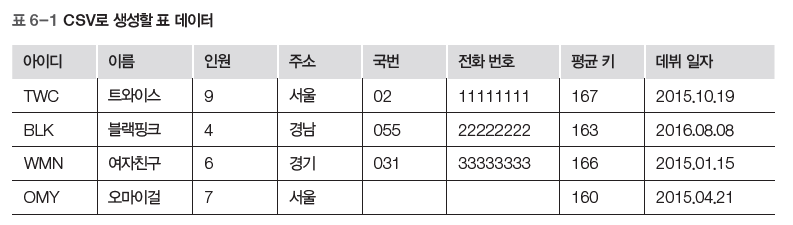 표 6-1 CSV로 생성할 표 데이터
아이디 이름 인원 주소 국번 전화 번호 평균 키 데뷔 일자
TWC 트와이스 9 서울 02 11111111 167 2015.10.19
BLK 블랙핑크 4 경남 055 22222222 163 2016.08.08
WMN 여자친구 6 경기 031 33333333 166 2015.01.15
OMY 오마이걸 7 서울 160 2015.04.21